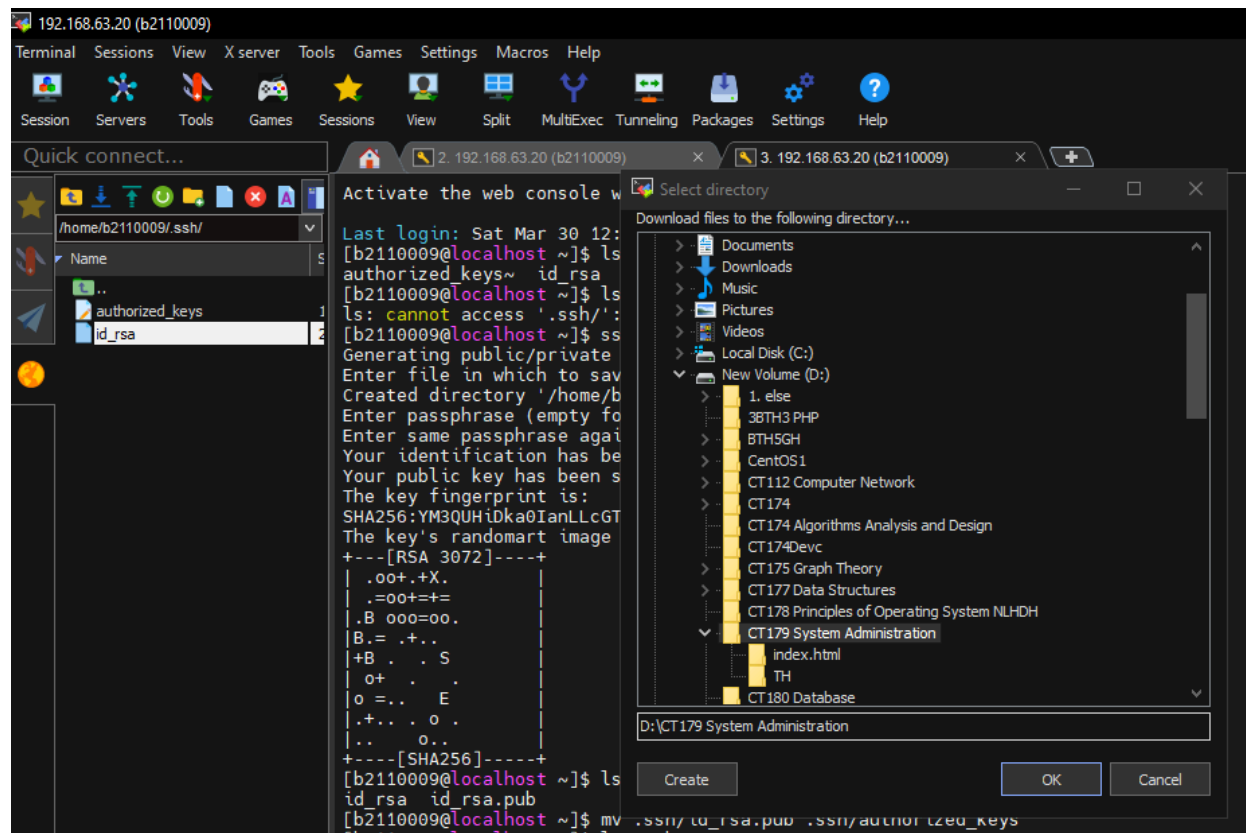 192.168.63.20 (b2110009)
Terminal Sessions View X server Tools Games Settings Macros Help
Session Servers Tools Games Sessions View Split MultiExec Tunneling Packages Settings Help
Quick connect...
2. 192.168.63.20 (b2110009)
3. 192.168.63.20 (b2110009)
/home/b2110009/.ssh/
Name
..
authorized_keys
id_rsa
Activate the web console w
Last login: Sat Mar 30 12:
[b2110009@localhost ~]$ ls
authorized_keys~ id_rsa
[b2110009@localhost ~]$ ls
ls: cannot access '.ssh/':
[b2110009@localhost ~]$ ss
Generating public/private
Enter file in which to sav
Created directory '/home/b
Enter passphrase (empty fo
Enter same passphrase agai
Your identification has be
Your public key has been s
The key fingerprint is:
SHA256:YM3QUHiDka0IanLLcGT
The key's randomart image
+---[RSA 3072]----+
| .oo+.+X. |
| .=oo+=+= |
|.B ooo=oo. |
|B.= .+.. |
|+B . . S |
| o+ . . |
|o =.. E |
|.+.. . o . |
|.. o.. |
+----[SHA256]-----+
[b2110009@localhost ~]$ ls
id_rsa id_rsa.pub
[b2110009@localhost ~]$ mv .ssh/id_rsa.pub .ssh/authorized_keys
Select directory
Download files to the following directory...
Documents
Downloads
Music
Pictures
Videos
Local Disk (C:)
New Volume (D:)
1. else
3BTH3 PHP
BTH5GH
CentOS1
CT112 Computer Network
CT174
CT174 Algorithms Analysis and Design
CT174Devc
CT175 Graph Theory
CT177 Data Structures
CT178 Principles of Operating System NLHDH
CT179 System Administration
index.html
TH
CT180 Database
D:\CT179 System Administration
Create OK Cancel